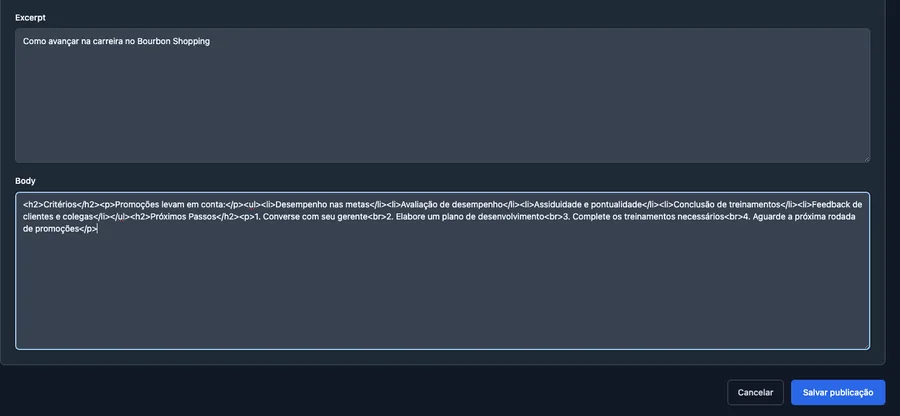 Excerpt
Como avançar na carreira no Bourbon Shopping
Body
<h2>Critérios</h2><p>Promoções levam em conta:</p><ul><li>Desempenho nas metas</li><li>Avaliação de desempenho</li><li>Assiduidade e pontualidade</li><li>Conclusão de treinamentos</li><li>Feedback de
clientes e colegas</li></ul><h2>Próximos Passos</h2><p>1. Converse com seu gerente<br>2. Elabore um plano de desenvolvimento<br>3. Complete os treinamentos necessários<br>4. Aguarde a próxima rodada
de promoções</p>
Cancelar
Salvar publicação